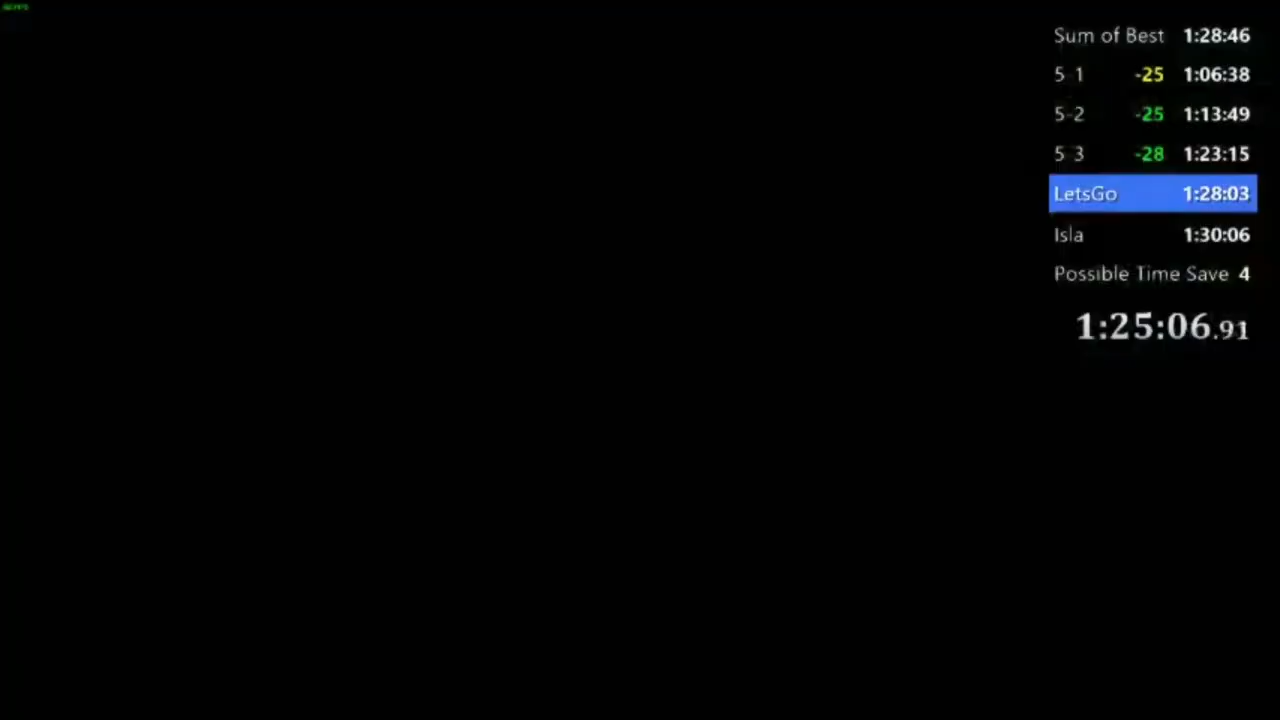 Sum of Best 1:28:46
5 1 -25 1:06:38
5-2 -25 1:13:49
5 3 -28 1:23:15
LetsGo 1:28:03
Isla 1:30:06
Possible Time Save 4
1:25:06.91